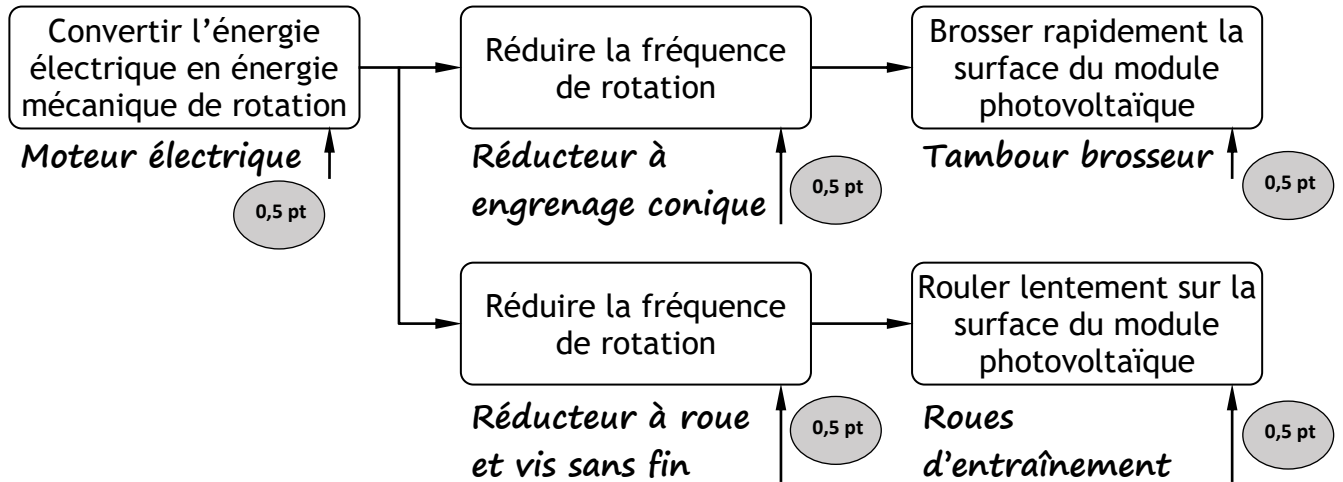 Convertir l’énergie
électrique en énergie
mécanique de rotation
Moteur électrique
0,5 pt
Réduire la fréquence
de rotation
Réducteur à
engrenage conique
0,5 pt
Brosser rapidement la
surface du module
photovoltaïque
Tambour brosseur
0,5 pt
Réduire la fréquence
de rotation
Réducteur à roue
et vis sans fin
0,5 pt
Rouler lentement sur la
surface du module
photovoltaïque
Roues
d'entraînement
0,5 pt